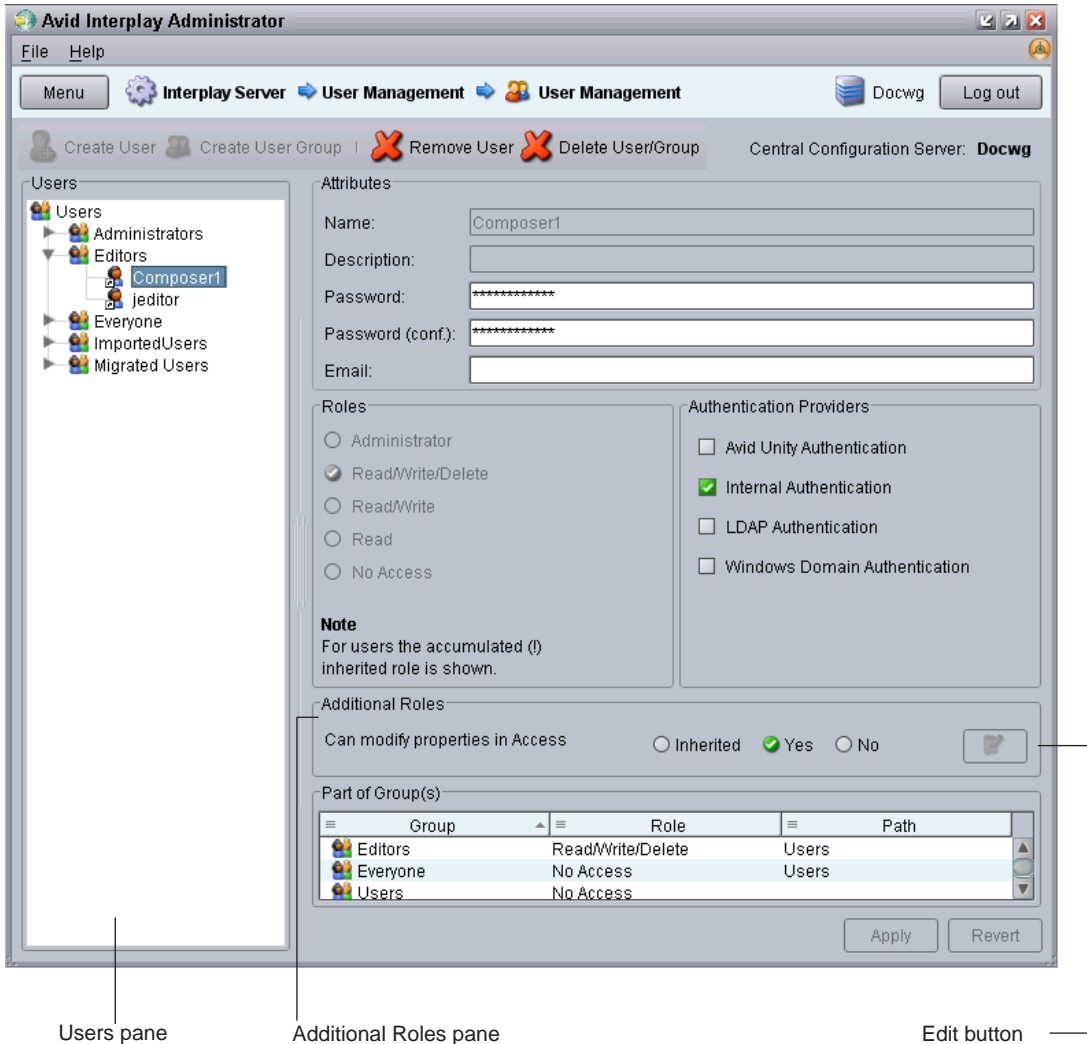 Avid Interplay Administrator
File Help
Menu Interplay Server User Management User Management Docwg Log out
Create User Create User Group Remove User Delete User/Group Central Configuration Server: Docwg
Users
Users
Administrators
Editors
Composer1
jeditor
Everyone
ImportedUsers
Migrated Users
Attributes
Name: Composer1
Description:
Password: ************
Password (conf.): ************
Email:
Roles
Administrator
Read/Write/Delete
Read/Write
Read
No Access
Note
For users the accumulated (!)
inherited role is shown.
Authentication Providers
Avid Unity Authentication
Internal Authentication
LDAP Authentication
Windows Domain Authentication
Additional Roles
Can modify properties in Access Inherited Yes No
Part of Group(s)
Group Role Path
Editors Read/Write/Delete Users
Everyone No Access Users
Users No Access
Apply Revert
Users pane Additional Roles pane Edit button